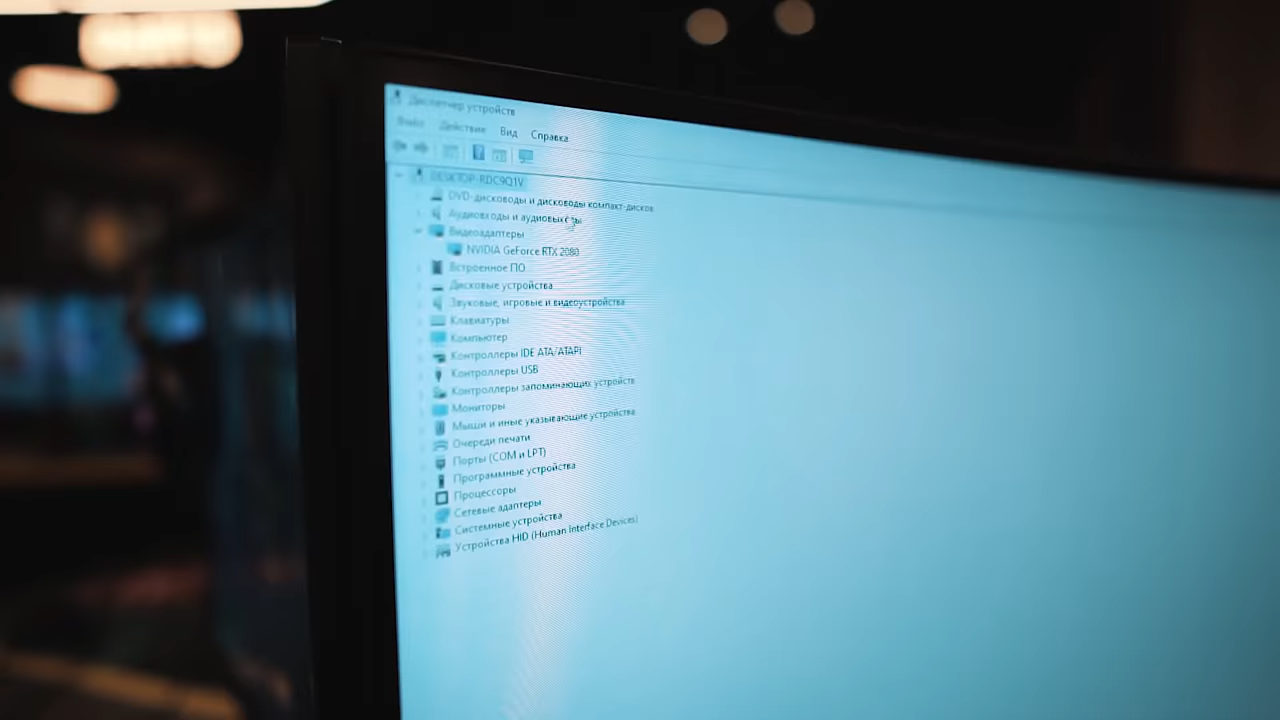 Диспетчер устройств
Файл Действие Вид Справка
DESKTOP-RDC9Q1V
DVD-дисководы и дисководы компакт-дисков
Аудиовходы и аудиовыходы
Видеоадаптеры
NVIDIA GeForce RTX 2080
Встроенное ПО
Дисковые устройства
Звуковые, игровые и видеоустройства
Клавиатуры
Компьютер
Контроллеры IDE ATA/ATAPI
Контроллеры USB
Контроллеры запоминающих устройств
Мониторы
Мыши и иные указывающие устройства
Очереди печати
Порты (COM и LPT)
Программные устройства
Процессоры
Сетевые адаптеры
Системные устройства
Устройства HID (Human Interface Devices)